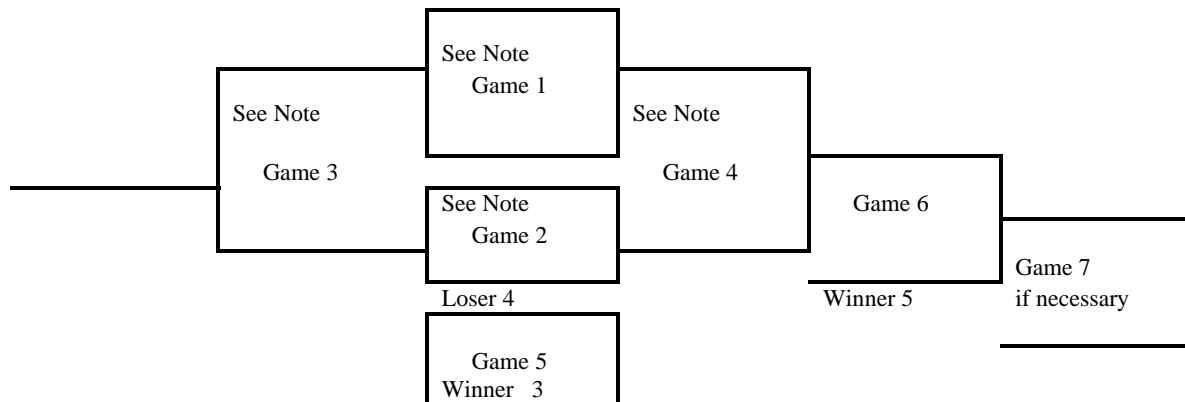 See Note
Game 1
See Note
See Note
Game 3
Game 4
See Note
Game 6
Game 2
Game 7
Loser 4
Winner 5
if necessary
Game 5
Winner 3